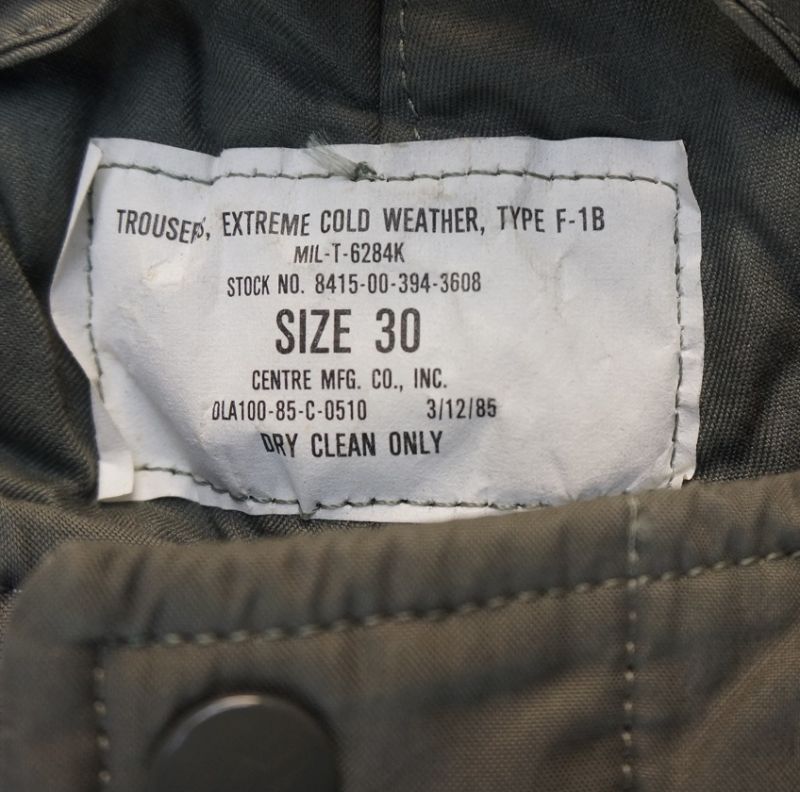 TROUSERS, EXTREME COLD WEATHER, TYPE F-1B
MIL-T-6284K
STOCK NO. 8415-00-394-3608
SIZE 30
CENTRE MFG. CO., INC.
DLA100-85-C-0510 3/12/85
DRY CLEAN ONLY